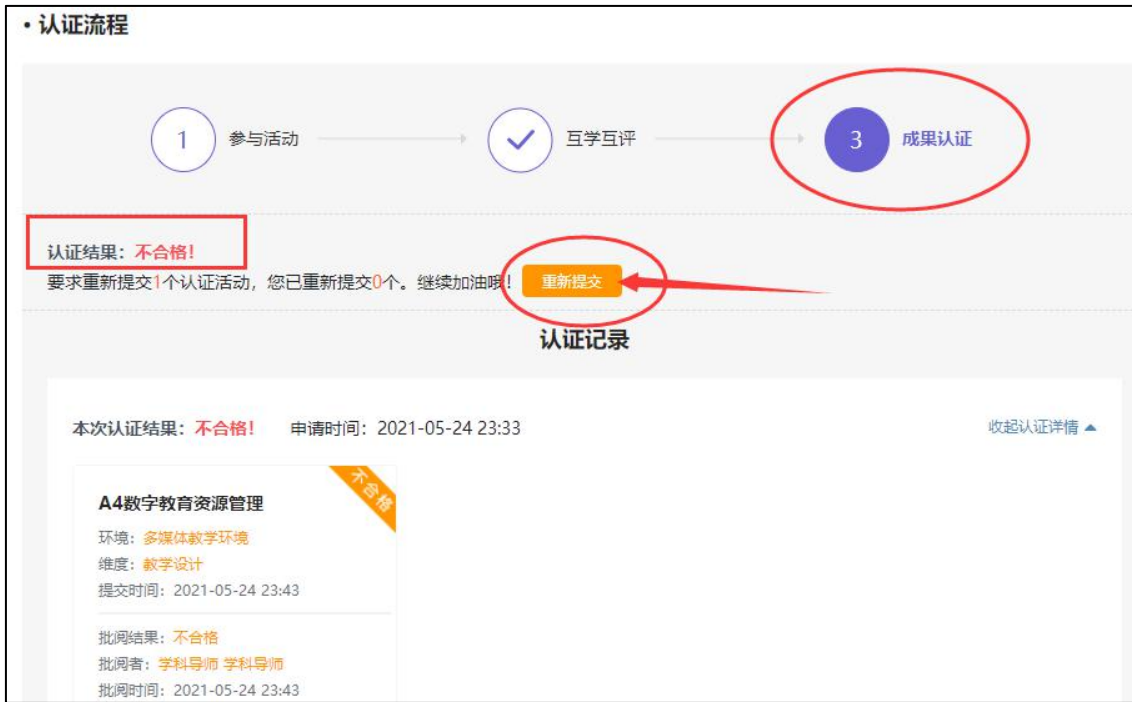 • 认证流程
1 参与活动 互学互评 3 成果认证
认证结果：不合格！
要求重新提交1个认证活动，您已重新提交0个。继续加油哦！ 重新提交
认证记录
本次认证结果：不合格！ 申请时间：2021-05-24 23:33 收起认证详情
不合格
A4数字教育资源管理
环境：多媒体教学环境
维度：教学设计
提交时间：2021-05-24 23:43
批阅结果：不合格
批阅者：学科导师 学科导师
批阅时间：2021-05-24 23:43